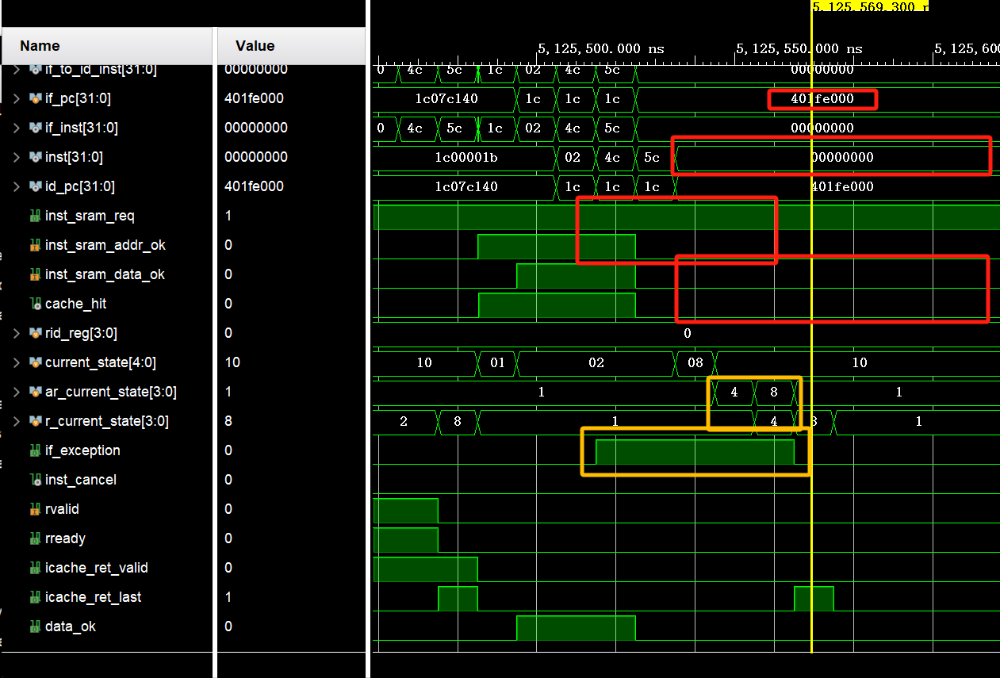 5,125,569.300 n
Name Value
5,125,500.000 ns 5,125,550.000 ns 5,125,600
if_to_id_inst[31:0] 00000000 0 4c 5c 1c 02 4c 5c 00000000
if_pc[31:0] 401fe000 1c07c140 1c 1c 1c 401fe000
if_inst[31:0] 00000000 0 4c 5c 1c 02 4c 5c 00000000
inst[31:0] 00000000 1c00001b 02 4c 5c 00000000
id_pc[31:0] 401fe000 1c07c140 1c 1c 1c 401fe000
inst_sram_req 1
inst_sram_addr_ok 0
inst_sram_data_ok 0
cache_hit 0
rid_reg[3:0] 0 0
current_state[4:0] 10 10 01 02 08 10
ar_current_state[3:0] 1 1 4 8 1
r_current_state[3:0] 8 2 8 1 4 8 1
if_exception 0
inst_cancel 0
rvalid 0
rready 0
icache_ret_valid 0
icache_ret_last 1
data_ok 0